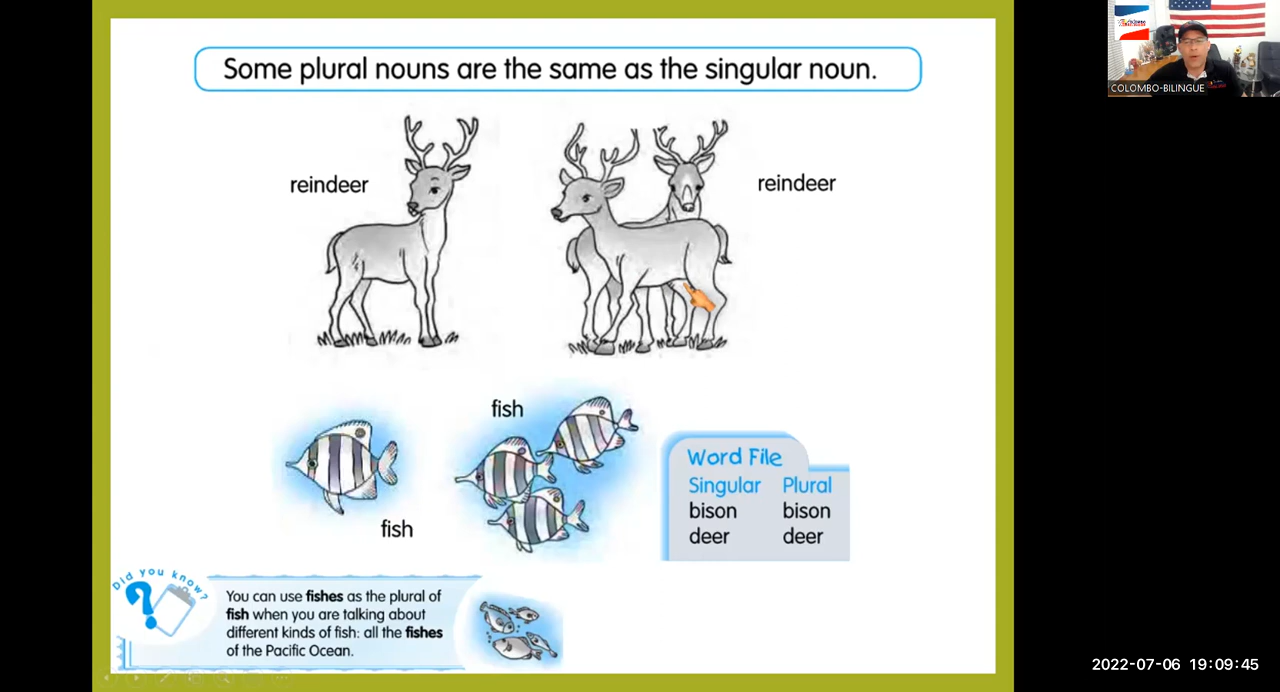 Some plural nouns are the same as the singular noun.
COLOMBO-BILINGUE
reindeer
reindeer
fish
fish
Word File
Singular Plural
bison bison
deer deer
Did you know?
You can use fishes as the plural of
fish when you are talking about
different kinds of fish: all the fishes
of the Pacific Ocean.
2022-07-06 19:09:45